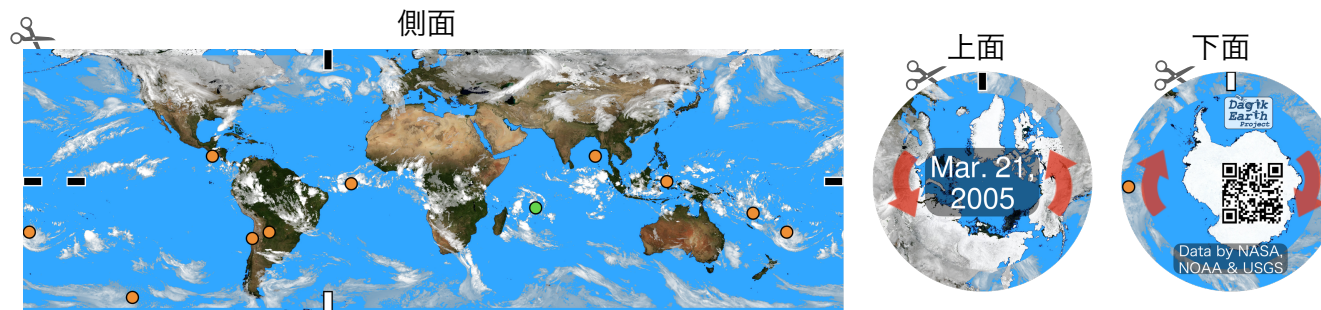 側面
上面
下面
Mar. 21,
2005
Dagik
Earth
Project
Data by NASA,
NOAA & USGS